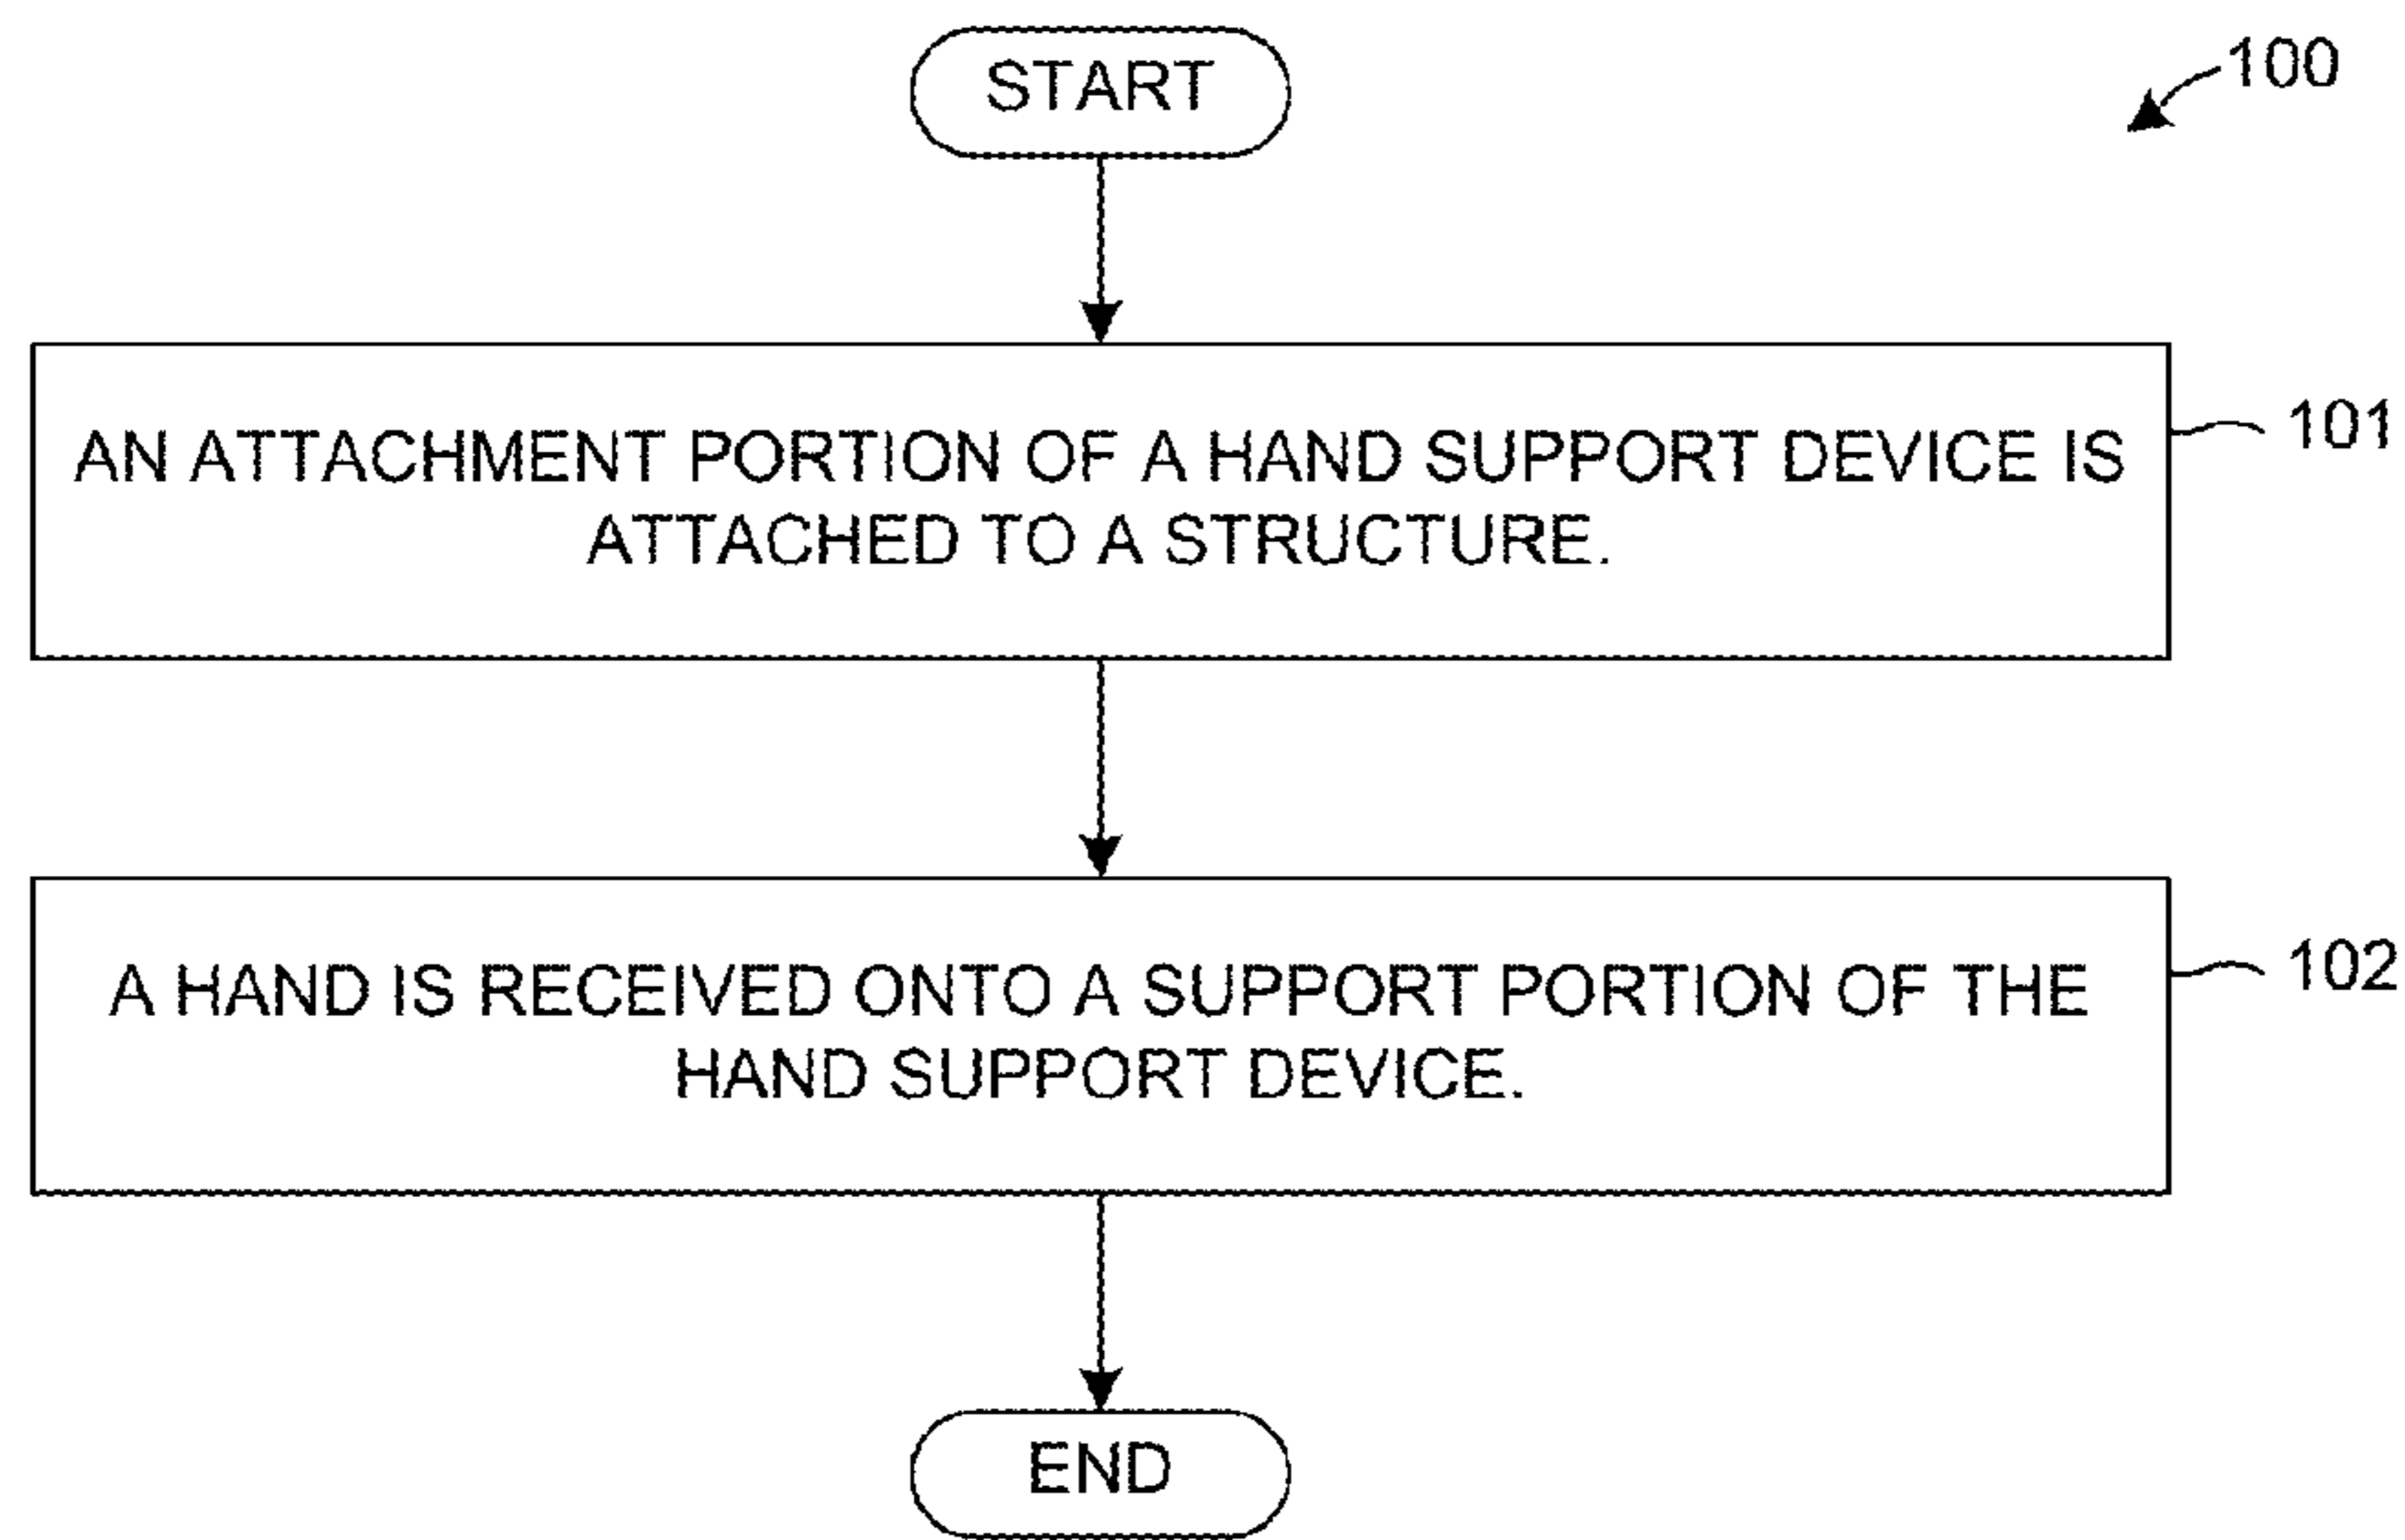 START
100
AN ATTACHMENT PORTION OF A HAND SUPPORT DEVICE IS
ATTACHED TO A STRUCTURE.
101
A HAND IS RECEIVED ONTO A SUPPORT PORTION OF THE
HAND SUPPORT DEVICE.
102
END